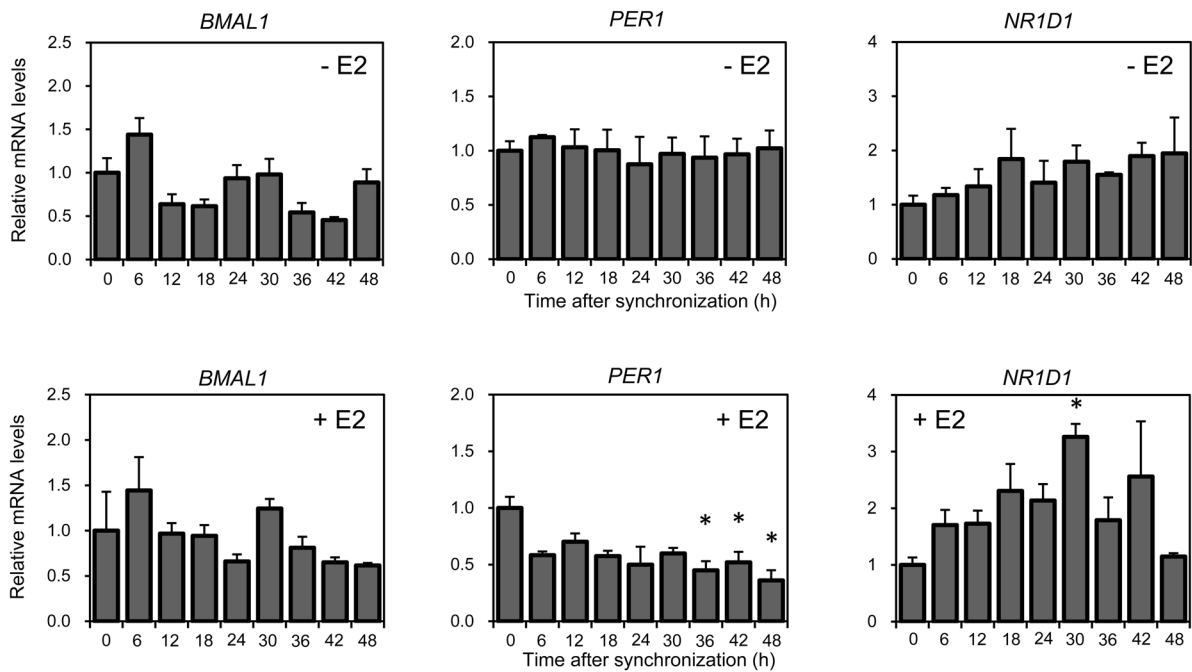 BMAL1
PER1
NR1D1
Relative mRNA levels
2.5
2.0
1.5
1.0
0.5
0.0
- E2
0 6 12 18 24 30 36 42 48
2.0
1.5
1.0
0.5
0.0
- E2
0 6 12 18 24 30 36 42 48
Time after synchronization (h)
4
3
2
1
0
- E2
0 6 12 18 24 30 36 42 48
BMAL1
PER1
NR1D1
Relative mRNA levels
2.5
2.0
1.5
1.0
0.5
0.0
+ E2
0 6 12 18 24 30 36 42 48
2.0
1.5
1.0
0.5
0.0
+ E2
* * *
0 6 12 18 24 30 36 42 48
Time after synchronization (h)
4
3
2
1
0
+ E2
*
0 6 12 18 24 30 36 42 48